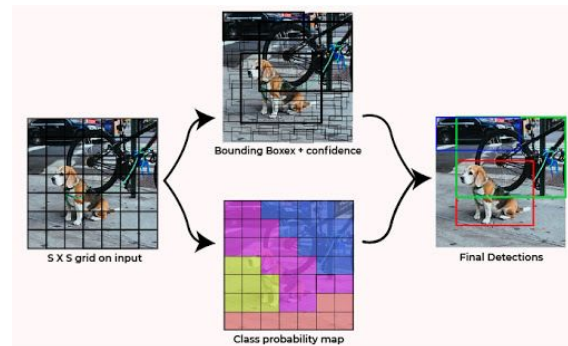 Bounding Boxex + confidence
S X S grid on input
Final Detections
Class probability map